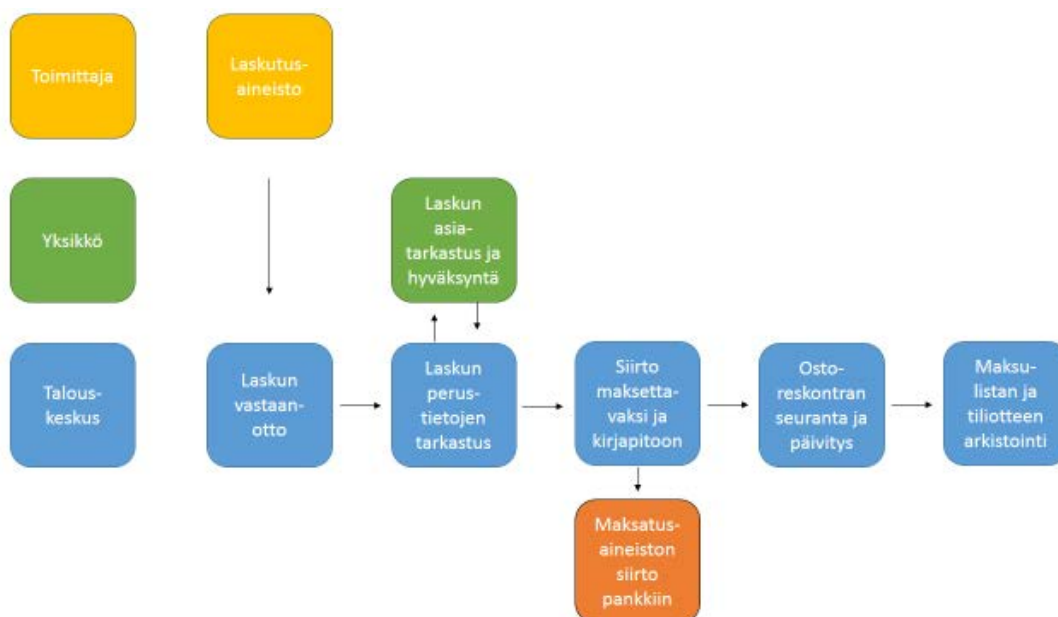 Toimittaja
Laskutus-
aineisto
Yksikkö
Laskun
asia-
tarkastus ja
hyväksyntä
Talous-
keskus
Laskun
vastaan-
otto
Laskun
perus-
tietojen
tarkastus
Siirto
maksetta-
vaksi ja
kirjapitoon
Osto-
reskontran
seuranta ja
päivitys
Maksu-
listan ja
tiliotteen
arkistointi
Maksatus-
aineiston
siirto
pankkiin